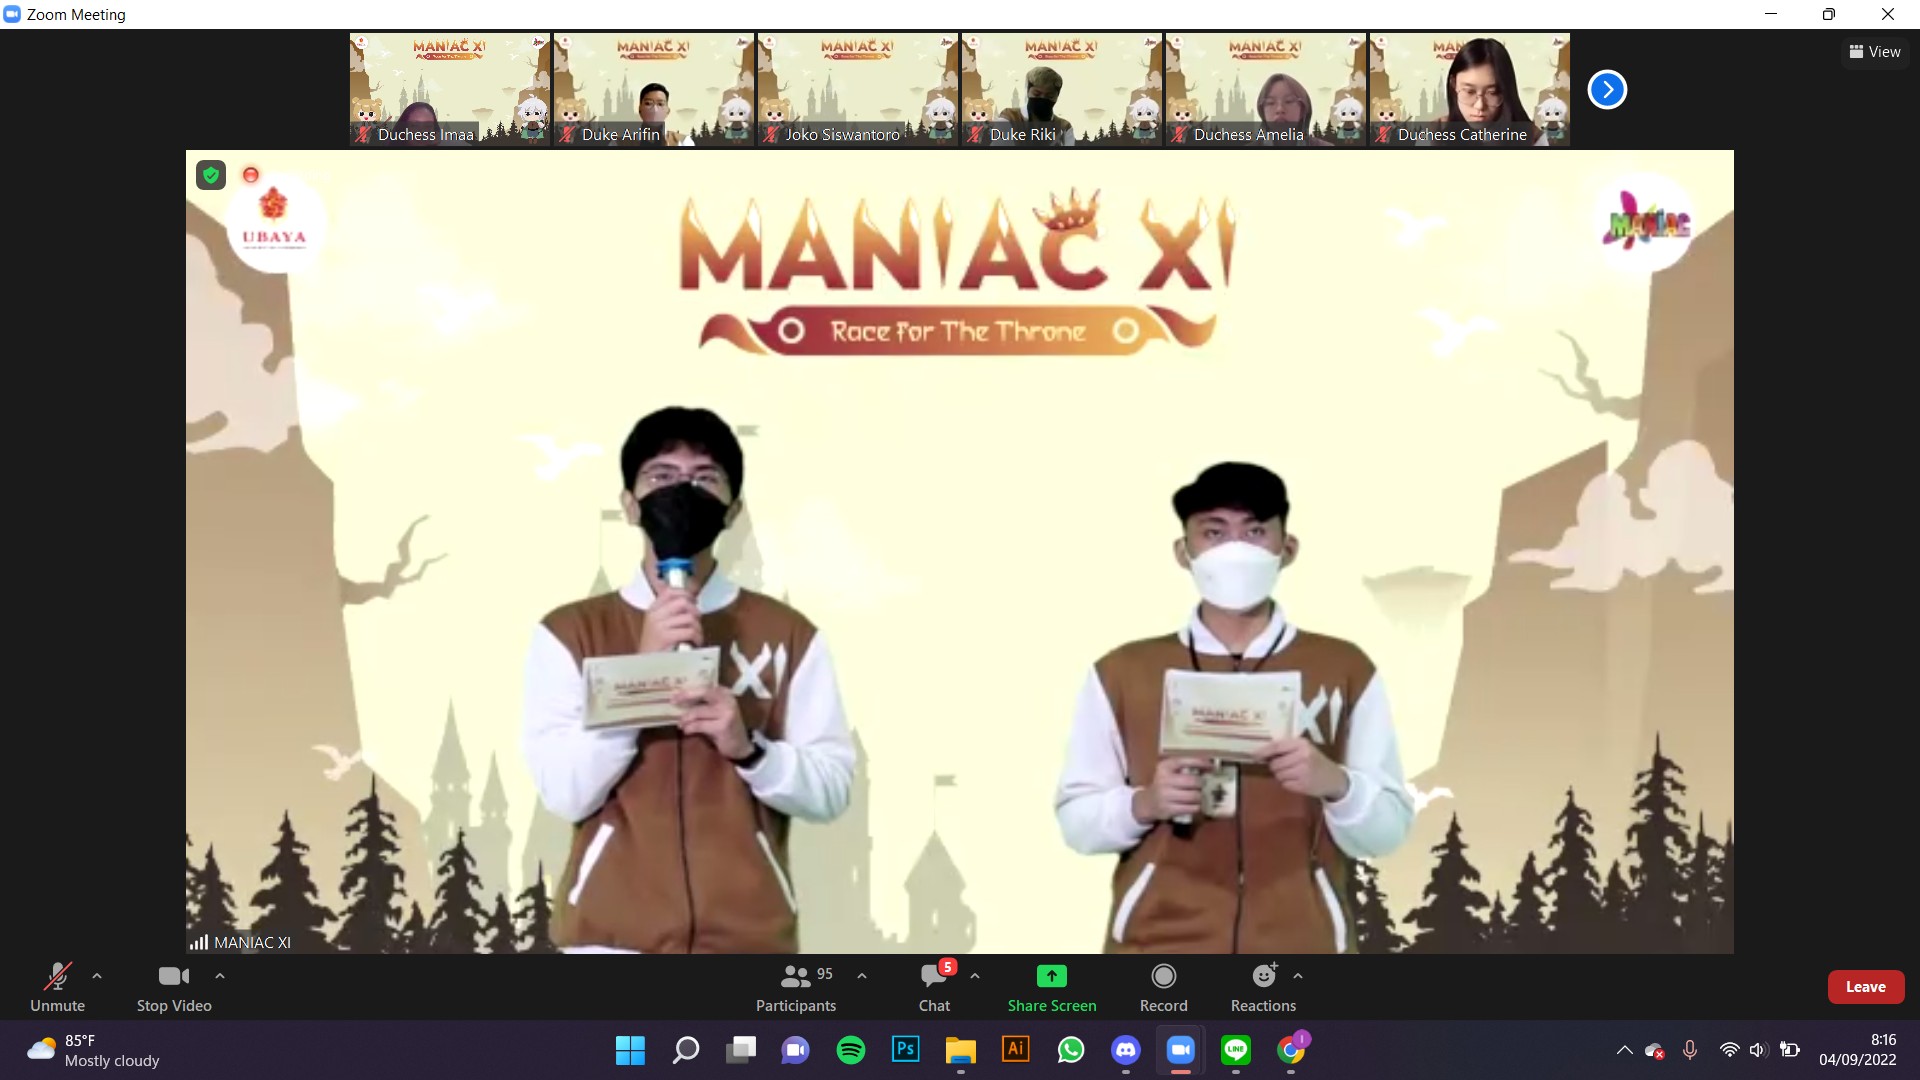 Zoom Meeting
View
MANIAC XI
MANIAC XI
MANIAC XI
MANIAC XI
MANIAC XI
Duchess Imaa
Duke Arifin
Joko Siswantoro
Duke Riki
Duchess Amelia
Duchess Catherine
UBAYA
MANIAC XI
Race For The Throne
MANIAC
XI
MANIAC XI
XI
MANIAC XI
MANIAC XI
Unmute
Stop Video
95
Participants
5
Chat
Share Screen
Record
Reactions
Leave
85°F
Mostly cloudy
Ps
Ai
LINE
I
8:16
04/09/2022